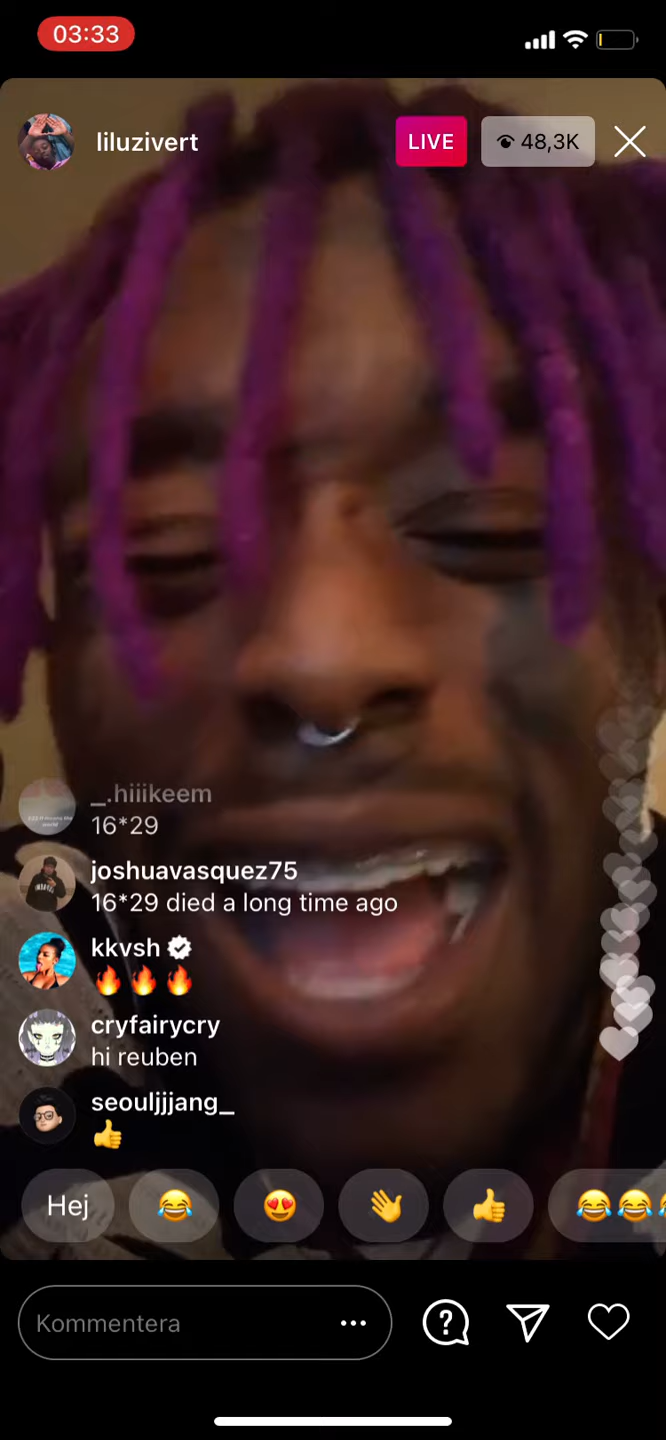 03:33
liluzivert
LIVE
48,3K
_.hiiikeem
16*29
joshuavasquez75
16*29 died a long time ago
kkvsh
cryfairycry
hi reuben
seouljjjang_
Hej
Kommentera